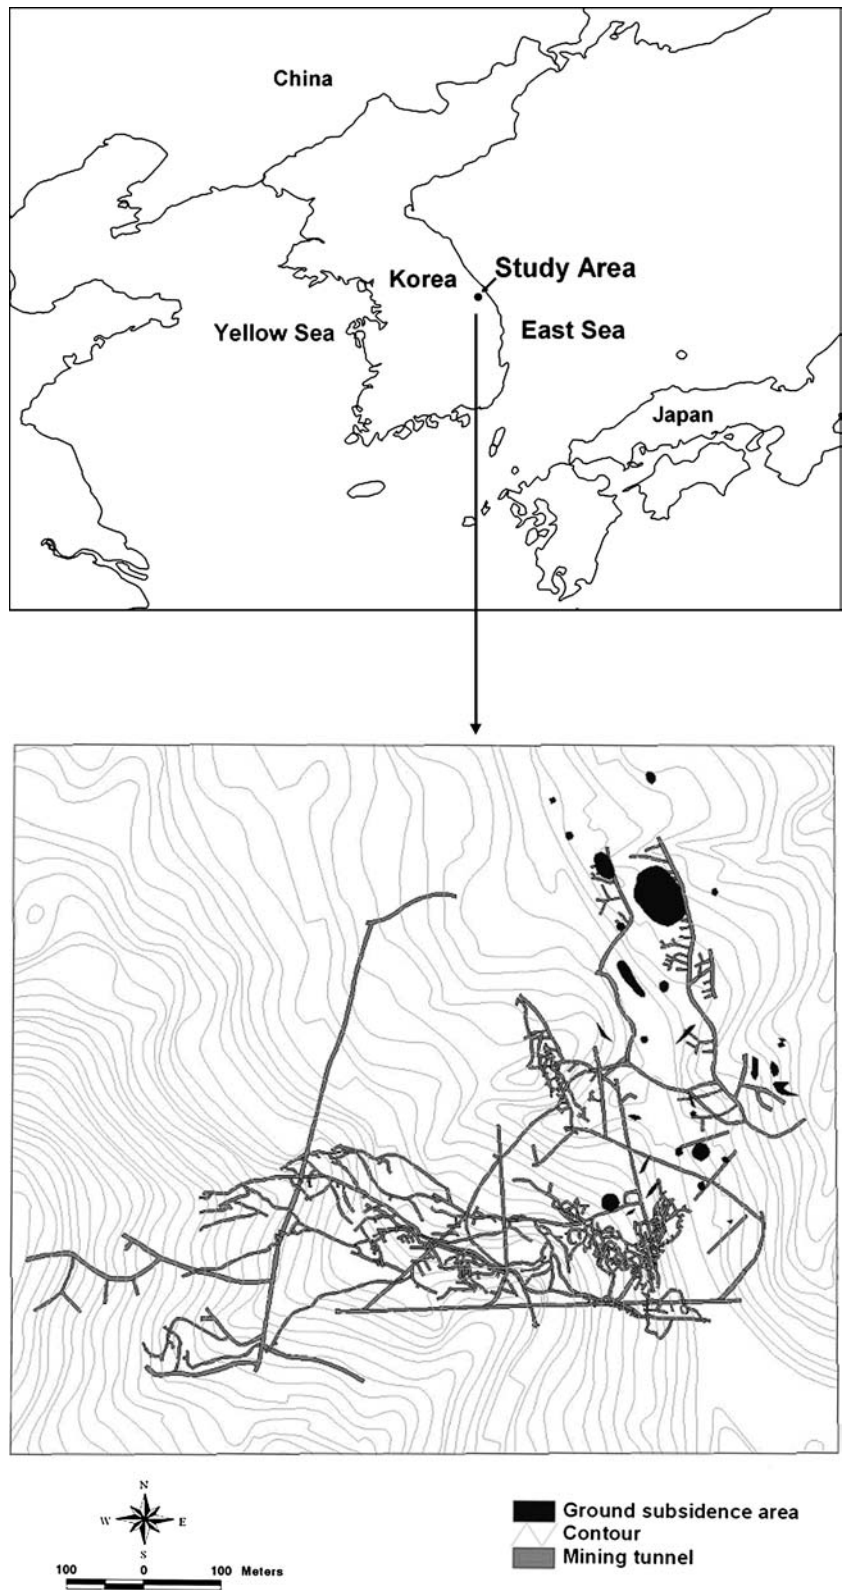 China
Study Area
Korea
Yellow Sea
East Sea
Japan
N
W E
S
100 0 100 Meters
Ground subsidence area
Contour
Mining tunnel